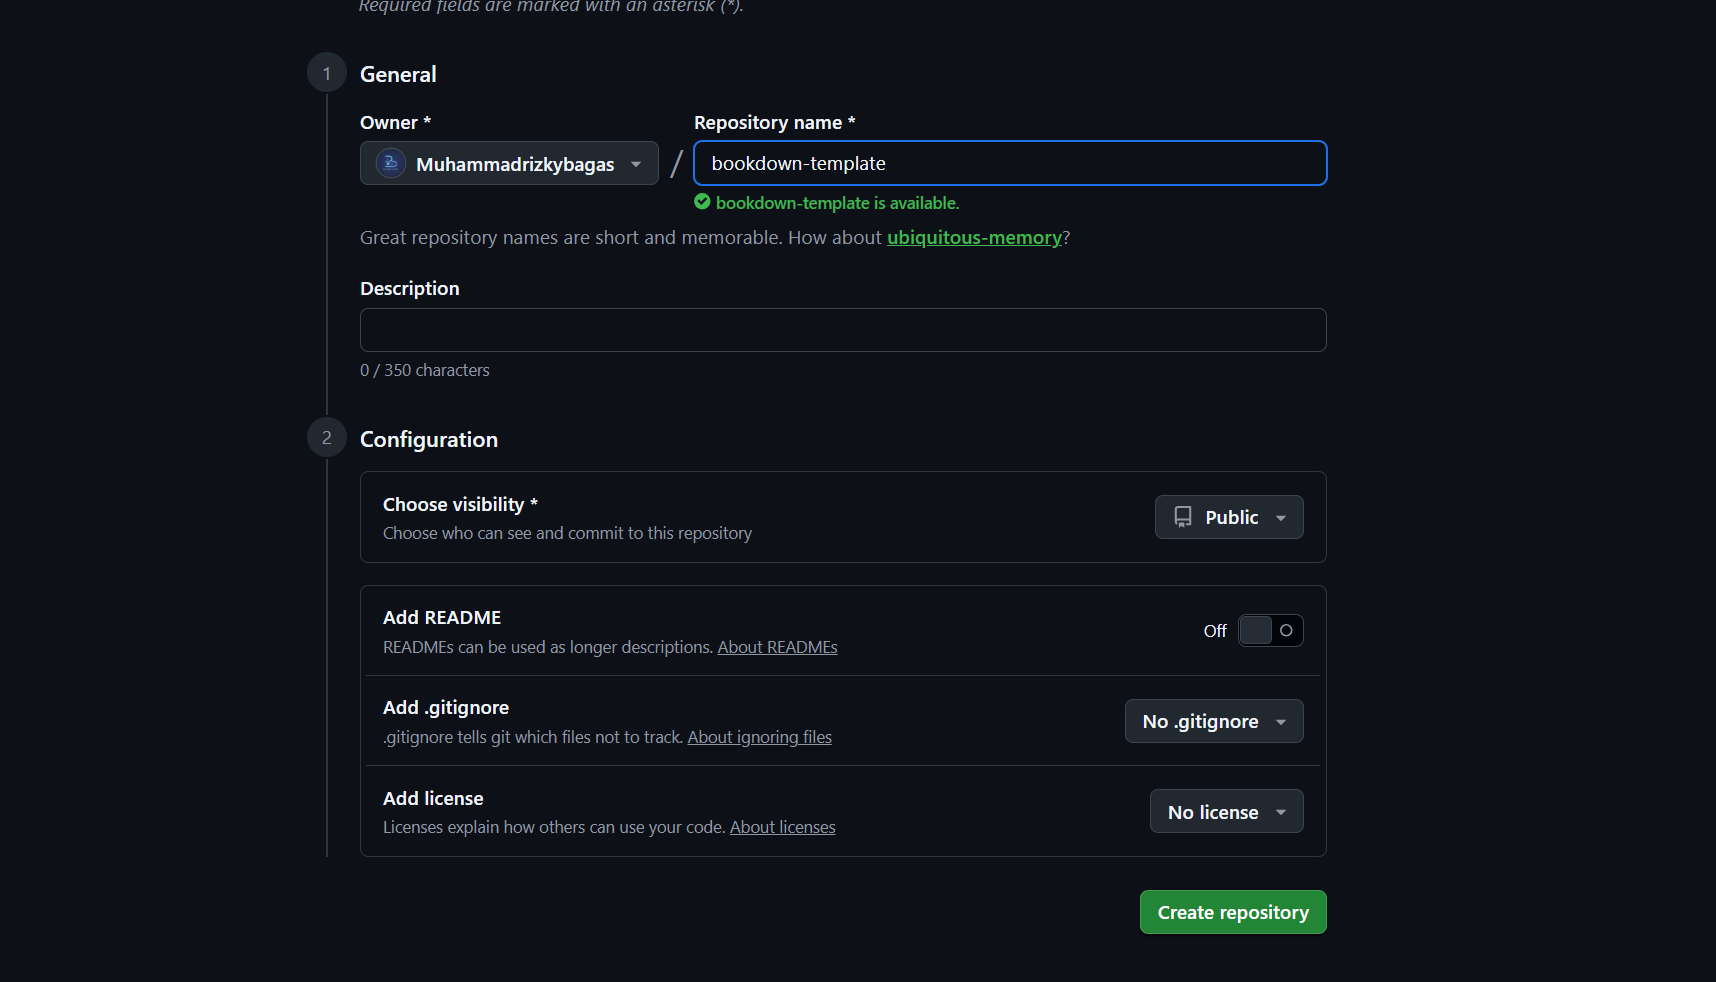 Required fields are marked with an asterisk (*).
1
General
Owner *
Repository name *
Muhammadrizkybagas
/
bookdown-template
bookdown-template is available.
Great repository names are short and memorable. How about ubiquitous-memory?
Description
0 / 350 characters
2
Configuration
Choose visibility *
Choose who can see and commit to this repository
Public
Add README
READMEs can be used as longer descriptions. About READMEs
Off
Add .gitignore
.gitignore tells git which files not to track. About ignoring files
No .gitignore
Add license
Licenses explain how others can use your code. About licenses
No license
Create repository